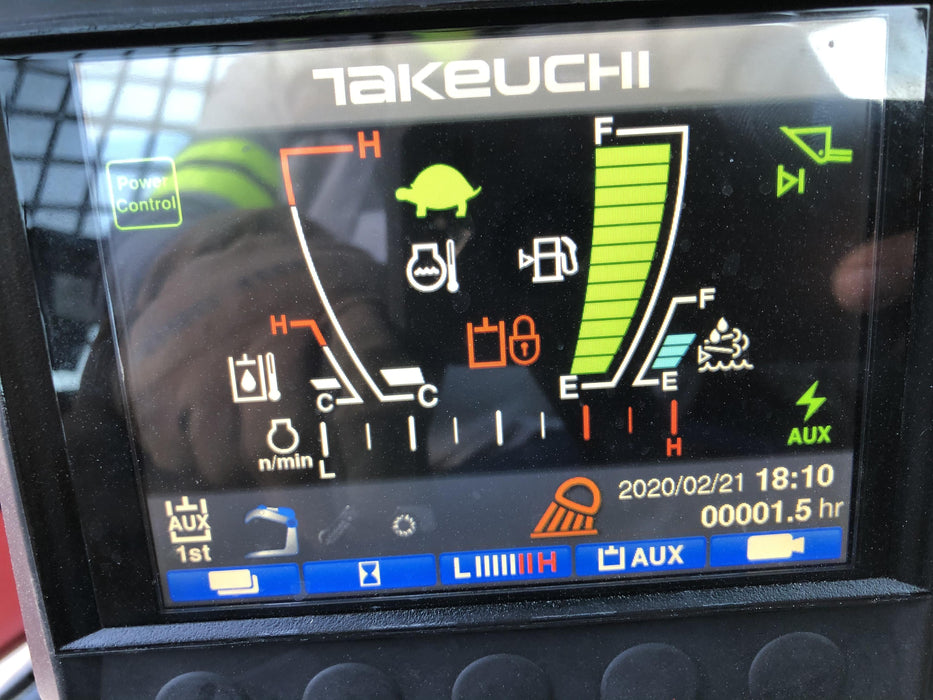 TAKEUCHI
H
F
Power
Control
H
F
C
C
E
E
n/min
L
H
AUX
2020/02/21 18:10
00001.5 hr
AUX
1st
L H
AUX